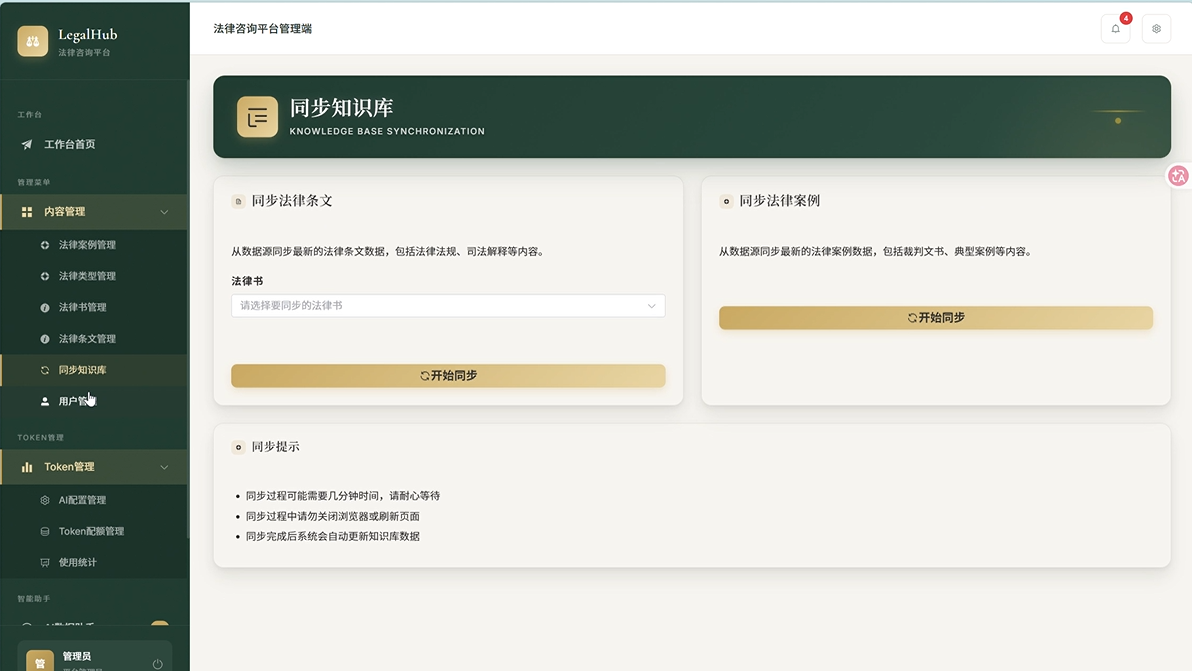 LegalHub
法律咨询平台
工作台
工作台首页
管理菜单
内容管理
法律案例管理
法律类型管理
法律书管理
法律条文管理
同步知识库
用户管
TOKEN管理
Token管理
AI配置管理
Token配额管理
使用统计
智能助手
管
管理员
法律咨询平台管理端
4
同步知识库
KNOWLEDGE BASE SYNCHRONIZATION
同步法律条文
从数据源同步最新的法律条文数据，包括法律法规、司法解释等内容。
法律书
请选择要同步的法律书
开始同步
同步法律案例
从数据源同步最新的法律案例数据，包括裁判文书、典型案例等内容。
开始同步
同步提示
同步过程可能需要几分钟时间，请耐心等待
同步过程中请勿关闭浏览器或刷新页面
同步完成后系统会自动更新知识库数据